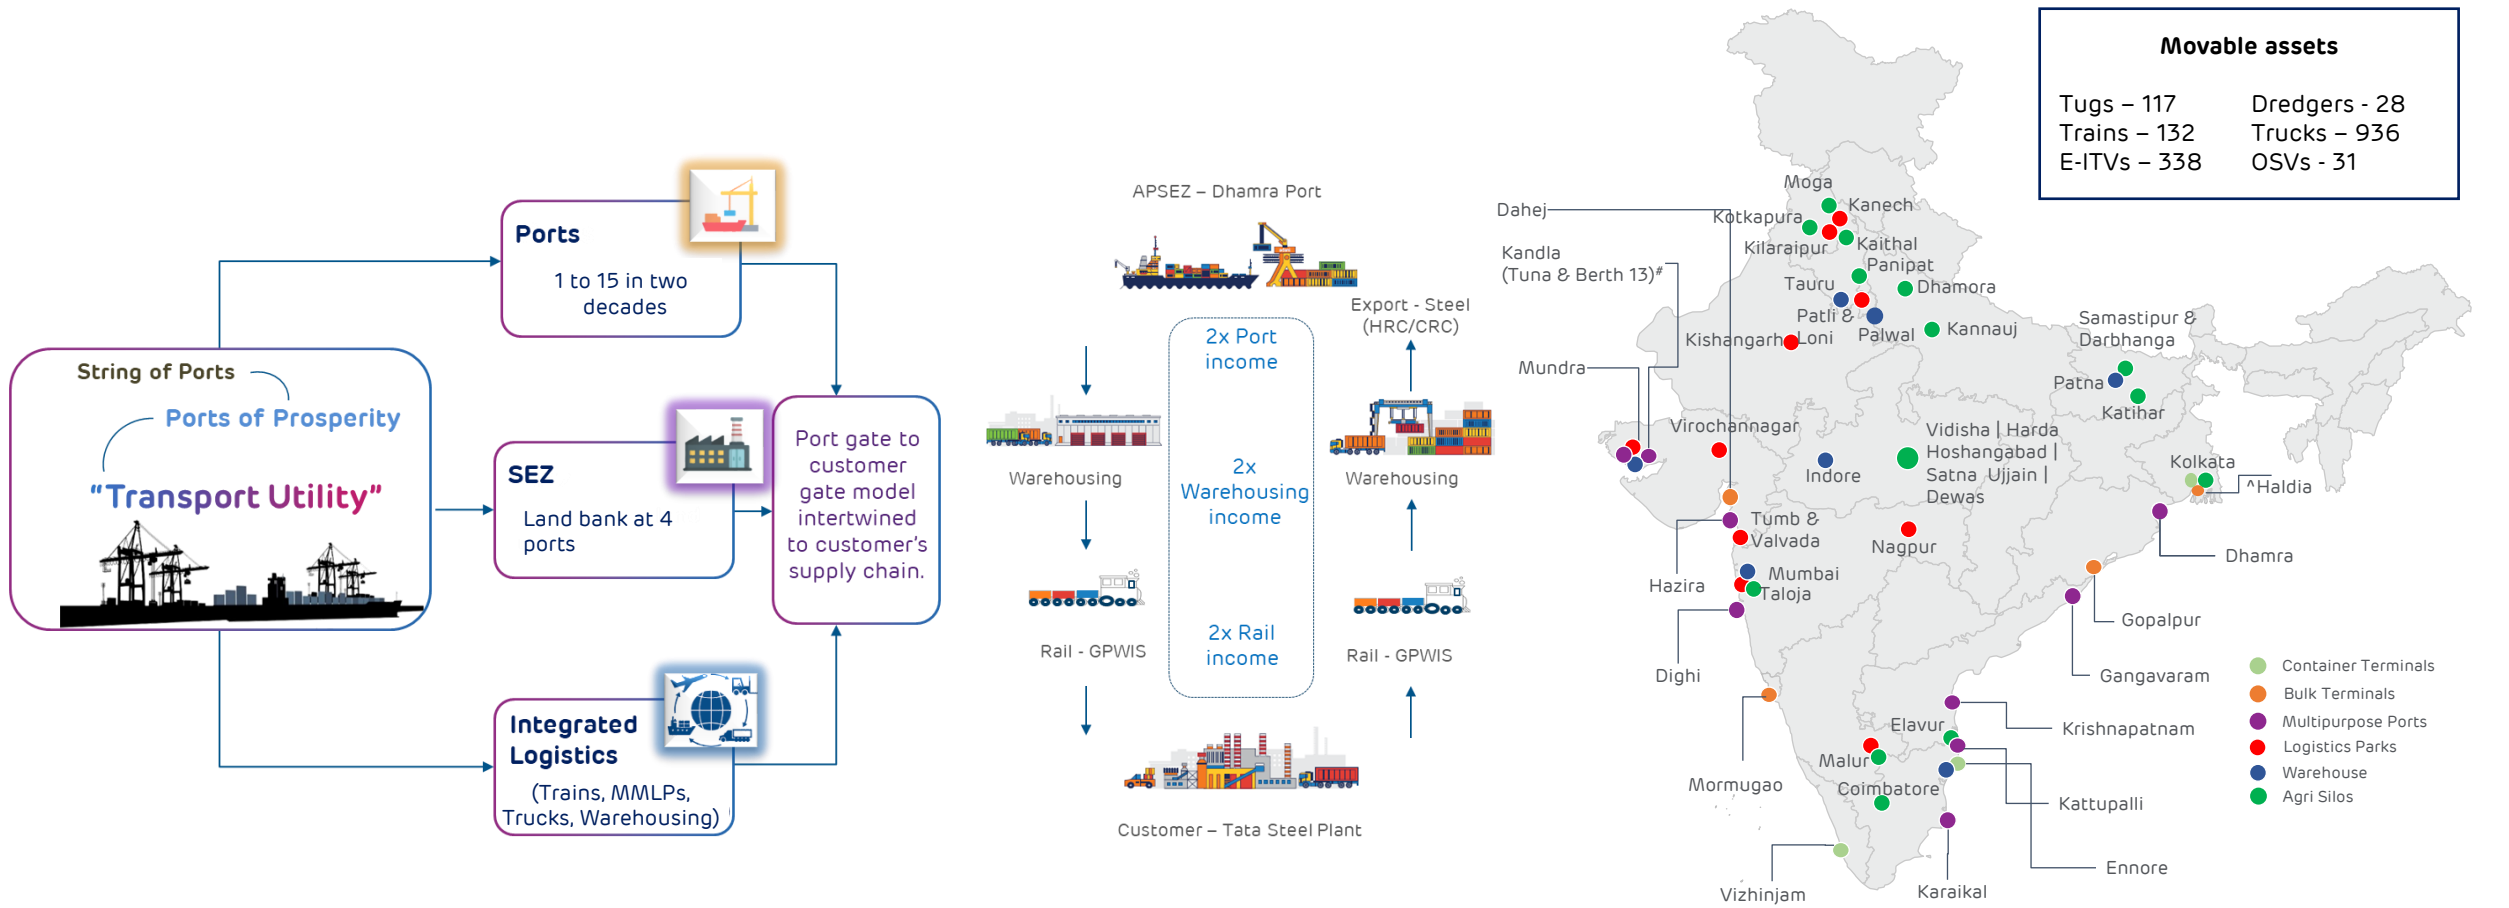 String of Ports
Ports of Prosperity
“Transport Utility”
Ports
1 to 15 in two
decades
SEZ
Land bank at 4
ports
Integrated
Logistics
(Trains, MMLPs,
Trucks, Warehousing)
Port gate to
customer
gate model
intertwined
to customer’s
supply chain.
APSEZ – Dhamra Port
Export - Steel
(HRC/CRC)
2x Port
income
Warehousing
2x
Warehousing
income
Warehousing
Rail - GPWIS
2x Rail
income
Rail - GPWIS
Customer – Tata Steel Plant
Movable assets
Tugs – 117
Dredgers - 28
Trains – 132
Trucks – 936
E-ITVs – 338
OSVs - 31
Moga
Kanech
Kotkapura
Kilaraipur
Kaithal
Panipat
Tauru
Dhamora
Patli &
Palwal
Kishangarh
Loni
Kannauj
Samastipur &
Darbhanga
Patna
Katihar
Dahej
Kandla
(Tuna & Berth 13)#
Mundra
Virochannagar
Indore
Vidisha | Harda
Hoshangabad |
Satna Ujjain |
Dewas
Kolkata
^Haldia
Tumb &
Valvada
Nagpur
Dhamra
Hazira
Mumbai
Taloja
Gopalpur
Dighi
Gangavaram
Elavur
Krishnapatnam
Malur
Mormugao
Coimbatore
Kattupalli
Ennore
Vizhinjam
Karaikal
Container Terminals
Bulk Terminals
Multipurpose Ports
Logistics Parks
Warehouse
Agri Silos